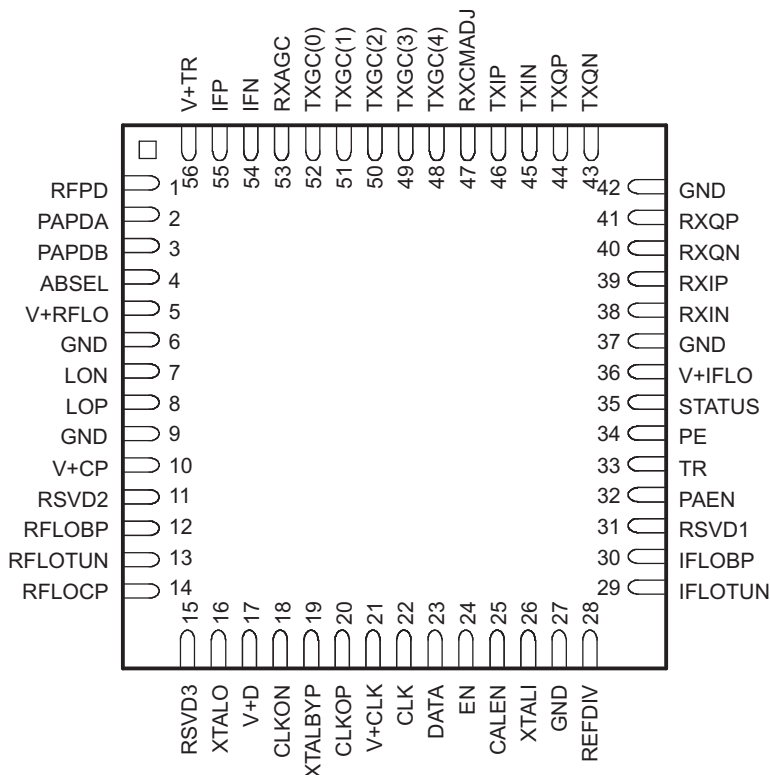 V+TR
IFP
IFN
RXAGC
TXGC(0)
TXGC(1)
TXGC(2)
TXGC(3)
TXGC(4)
RXCMADJ
TXIP
TXIN
TXQP
TXQN
56
55
54
53
52
51
50
49
48
47
46
45
44
43
RFPD 1
PAPDA 2
PAPDB 3
ABSEL 4
V+RFLO 5
GND 6
LON 7
LOP 8
GND 9
V+CP 10
RSVD2 11
RFLOBP 12
RFLOTUN 13
RFLOCP 14
42 GND
41 RXQP
40 RXQN
39 RXIP
38 RXIN
37 GND
36 V+IFLO
35 STATUS
34 PE
33 TR
32 PAEN
31 RSVD1
30 IFLOBP
29 IFLOTUN
15
16
17
18
19
20
21
22
23
24
25
26
27
28
RSVD3
XTALO
V+D
CLKON
XTALBYP
CLKOP
V+CLK
CLK
DATA
EN
CALEN
XTALI
GND
REFDIV